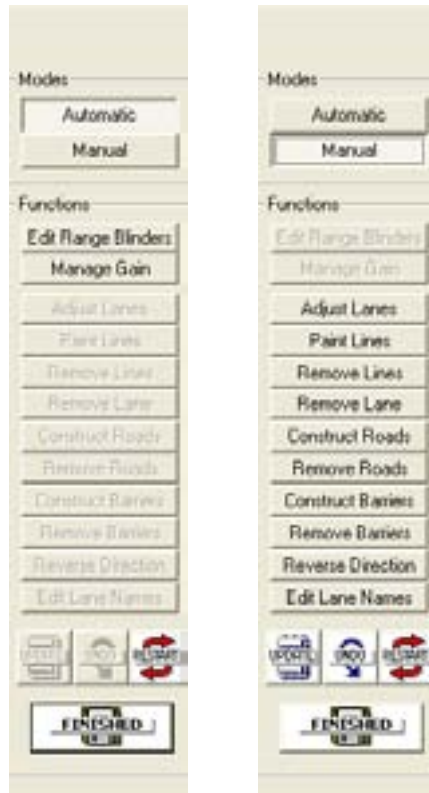 Modes
Automatic
Manual
Functions
Edit Range Blinders
Manage Gain
Adjust Lanes
Paint Lines
Remove Lines
Remove Lane
Construct Roads
Remove Roads
Construct Barriers
Remove Barriers
Reverse Direction
Edit Lane Names
UPDATE UNDO RESTART
FINISHED
Modes
Automatic
Manual
Functions
Edit Range Blinders
Manage Gain
Adjust Lanes
Paint Lines
Remove Lines
Remove Lane
Construct Roads
Remove Roads
Construct Barriers
Remove Barriers
Reverse Direction
Edit Lane Names
UPDATE UNDO RESTART
FINISHED